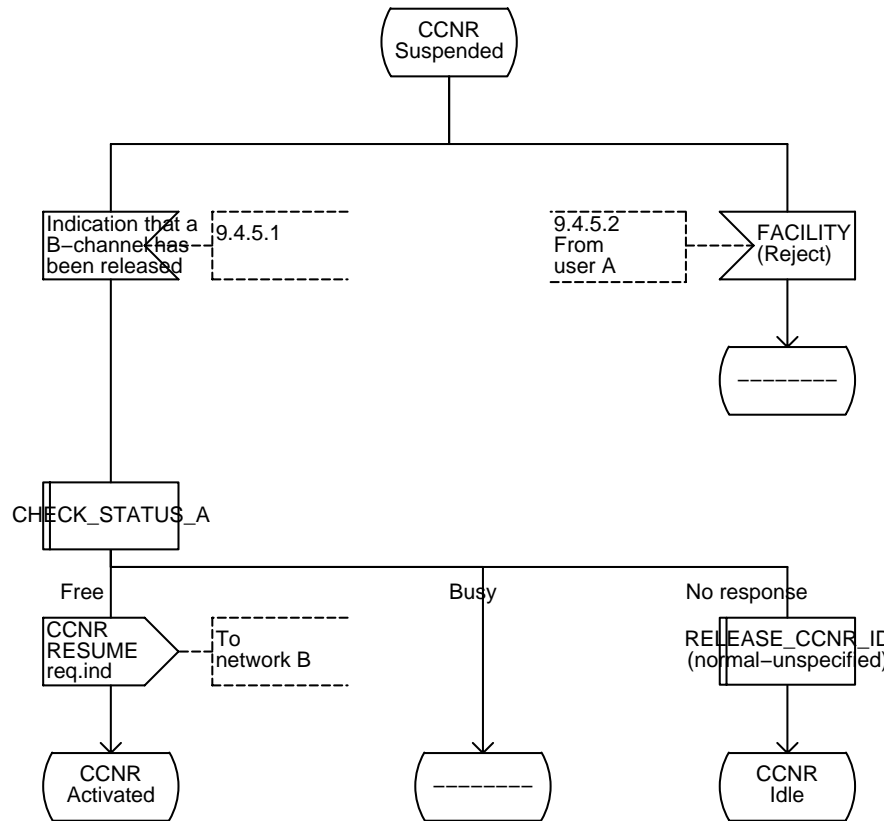 CCNR
Suspended
Indication that a
B−channel has
been released
9.4.5.1
9.4.5.2
From
user A
FACILITY
(Reject)
CHECK_STATUS_A
Free
Busy
No response
CCNR
RESUME
req.ind
To
network B
RELEASE_CCNR_ID
(normal−unspecified)
CCNR
Activated
CCNR
Idle